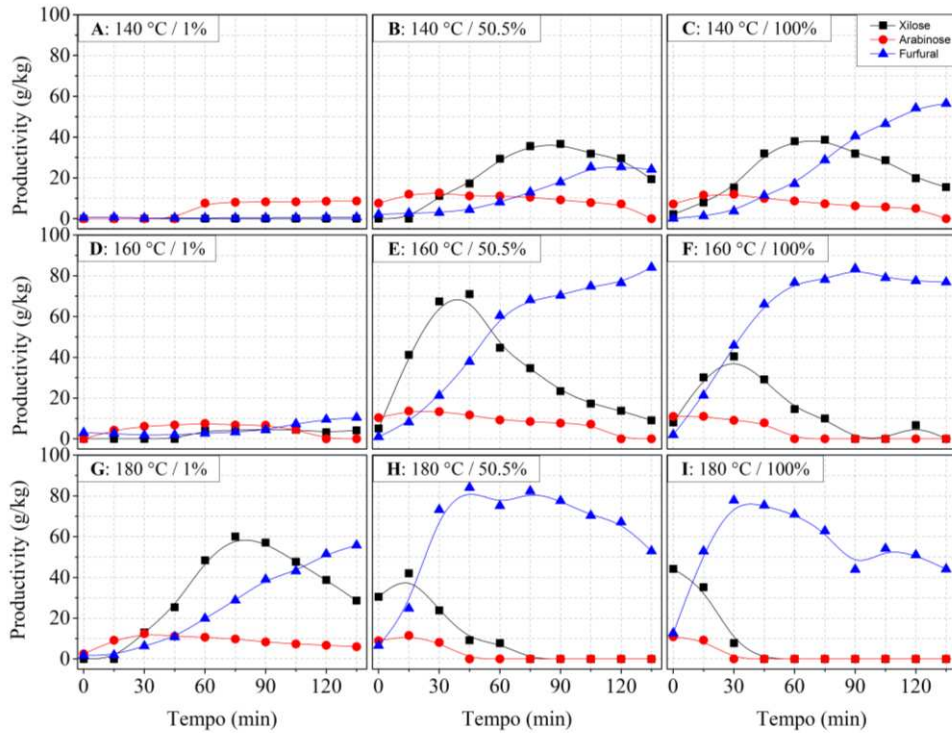 A: 140 °C / 1%
B: 140 °C / 50.5%
C: 140 °C / 100%
Xilose
Arabinose
Furfural
Productivity (g/kg)
100
80
60
40
20
0
D: 160 °C / 1%
E: 160 °C / 50.5%
F: 160 °C / 100%
Productivity (g/kg)
100
80
60
40
20
0
G: 180 °C / 1%
H: 180 °C / 50.5%
I: 180 °C / 100%
Productivity (g/kg)
100
80
60
40
20
0
0 30 60 90 120
0 30 60 90 120
0 30 60 90 120
Tempo (min)
Tempo (min)
Tempo (min)